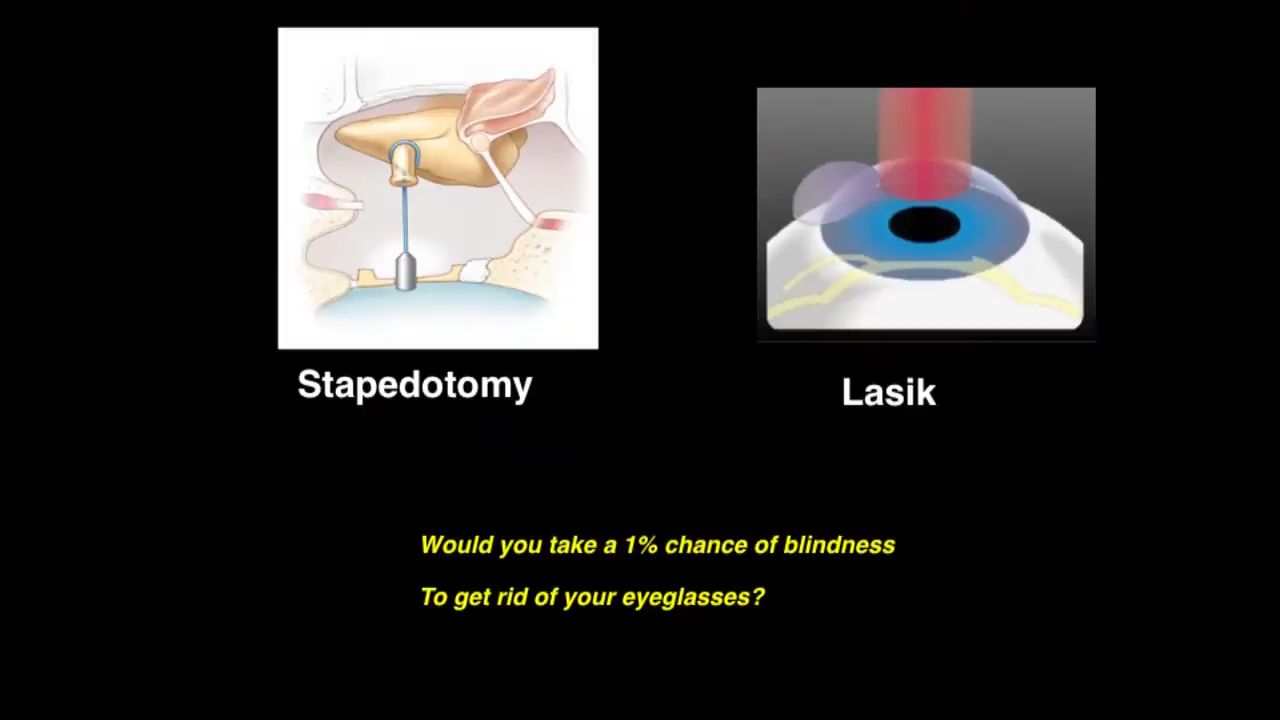 Stapedotomy
Lasik
Would you take a 1% chance of blindness
To get rid of your eyeglasses?